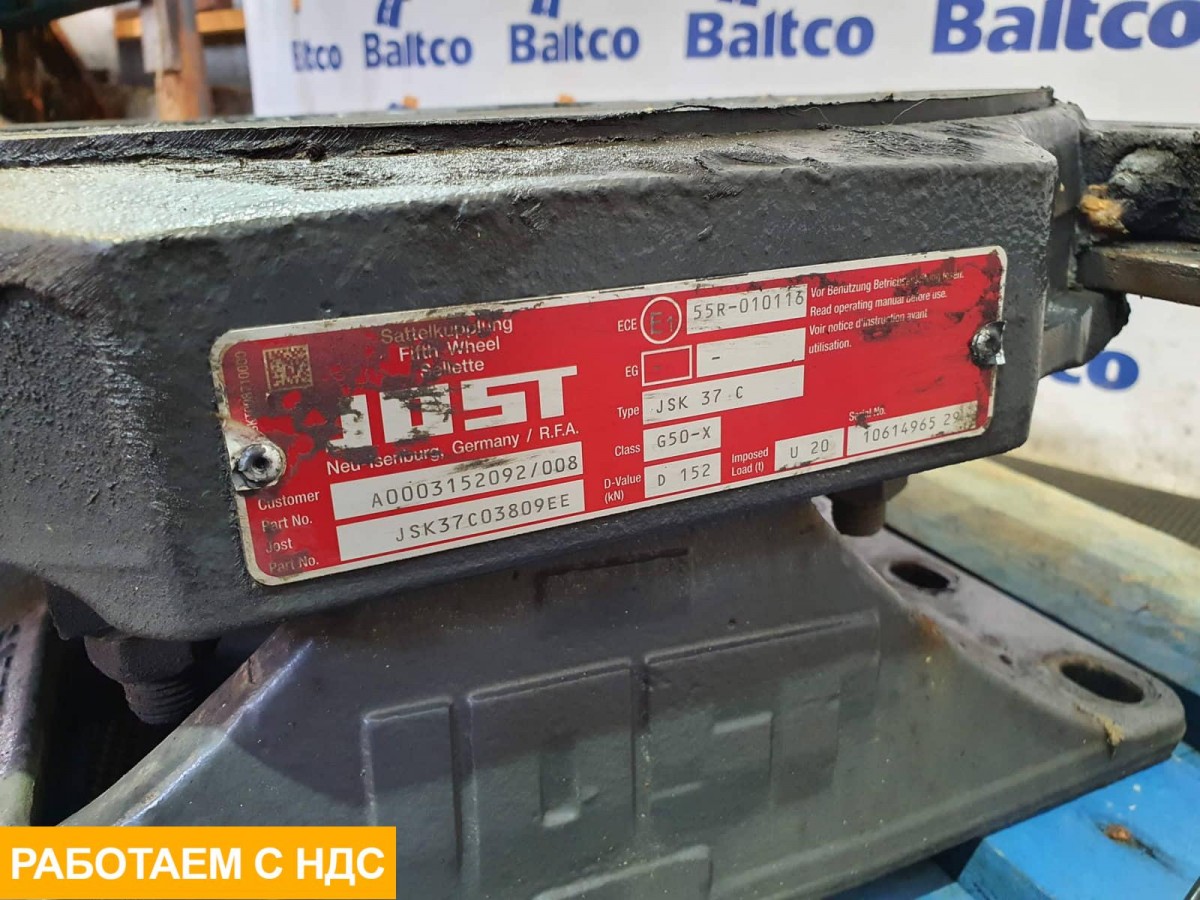 Baltco
Baltco
Baltco
Baltco
Sattelkupplung
Fifth Wheel
Sellette
JOST
Neu-Isenburg, Germany / R.F.A.
Customer
Part No.
A0003152092/008
Jost
Part No.
JSK37C03809EE
ECE E1 55R-010116
EG -
Type JSK 37 C
Class G50-X
D-Value
(kN)
D 152
Imposed
Load (t)
U 20
Serial No.
10614965 29
Vor Benutzung Betriebsanleitung lesen.
Read operating manual before use.
Voir notice d'instruction avant
utilisation.
JOST
РАБОТАЕМ С НДС